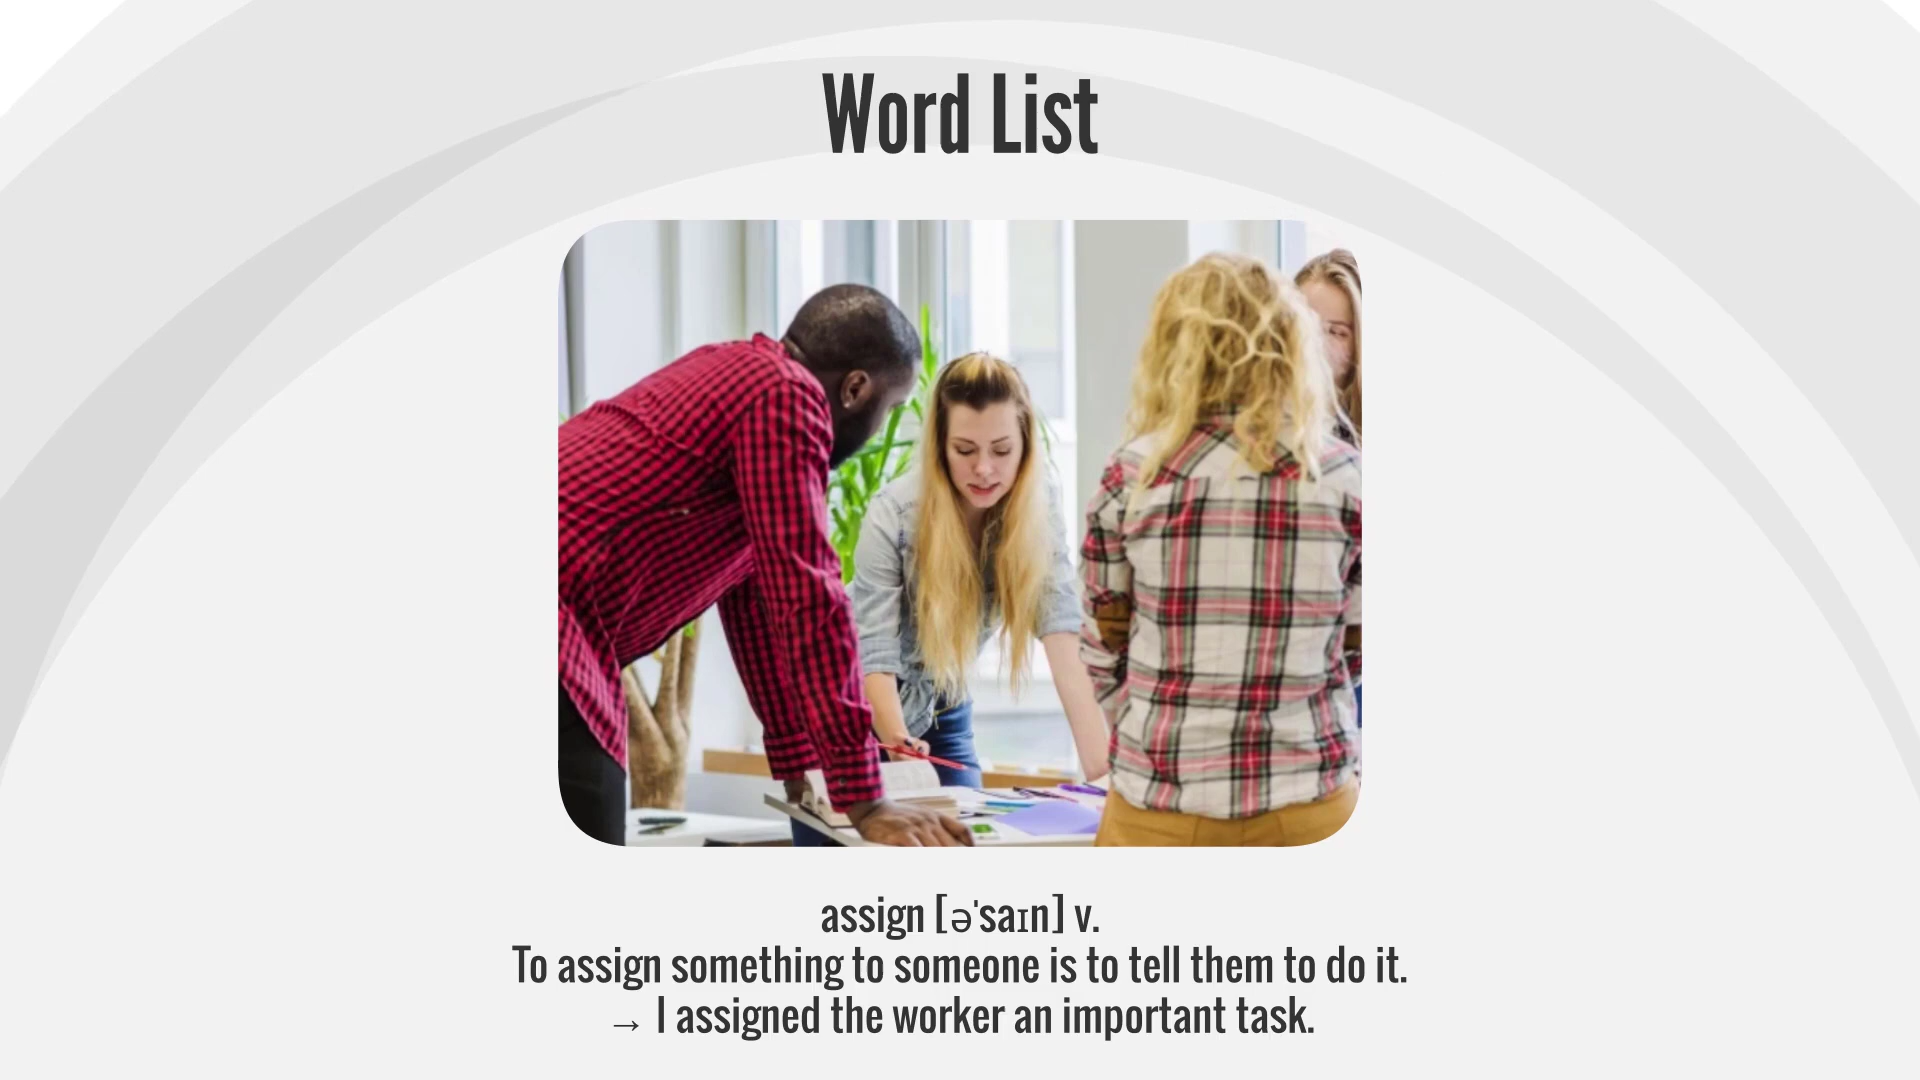 Word List
assign [əˈsaɪn] v.
To assign something to someone is to tell them to do it.
→ I assigned the worker an important task.